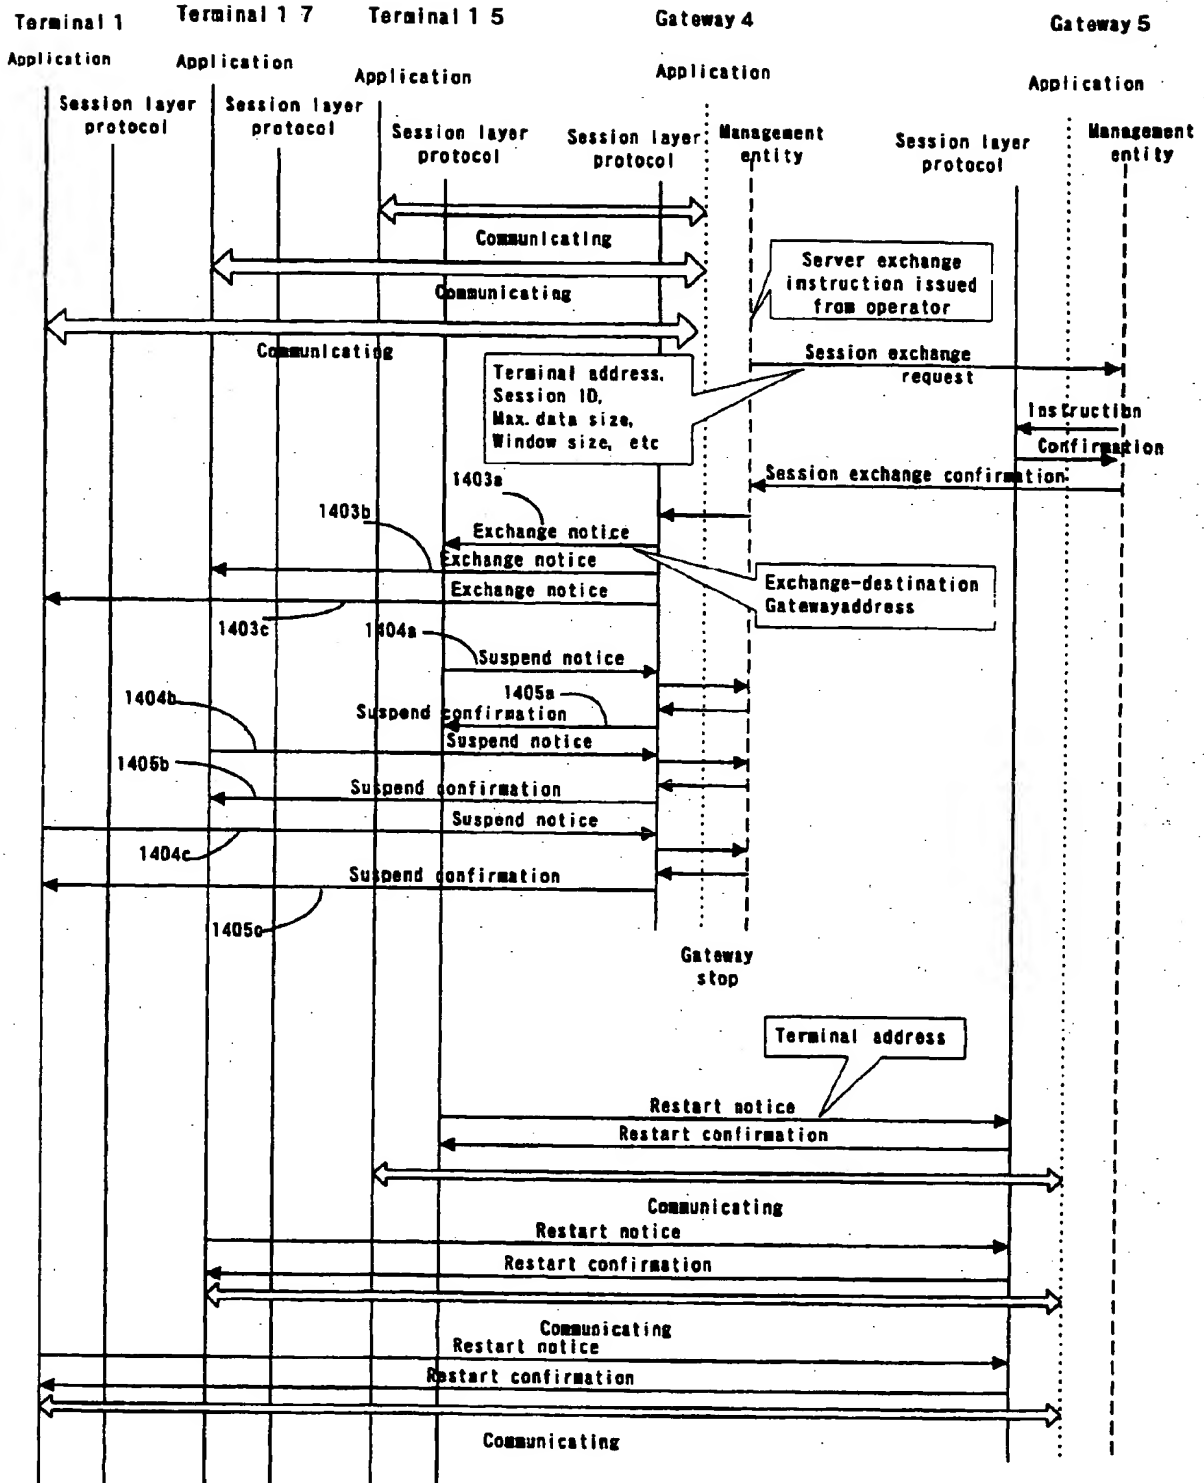 Terminal 1
Terminal 1 7
Terminal 1 5
Gateway 4
Gateway 5
Application
Application
Application
Application
Application
Session layer
protocol
Session layer
protocol
Session layer
protocol
Session layer
protocol
Management
entity
Session layer
protocol
Management
entity
Communicating
Communicating
Communicating
Server exchange
instruction issued
from operator
Session exchange
request
Terminal address.
Session ID,
Max. data size,
Window size, etc
Instruction
Confirmation
Session exchange confirmation
1403a
Exchange notice
1403b
Exchange notice
Exchange notice
1403c
Exchange-destination
Gatewayaddress
1404a
Suspend notice
1405a
Suspend confirmation
1404b
Suspend notice
1405b
Suspend confirmation
Suspend notice
1404c
Suspend confirmation
1405c
Gateway
stop
Terminal address
Restart notice
Restart confirmation
Communicating
Restart notice
Restart confirmation
Communicating
Restart notice
Restart confirmation
Communicating